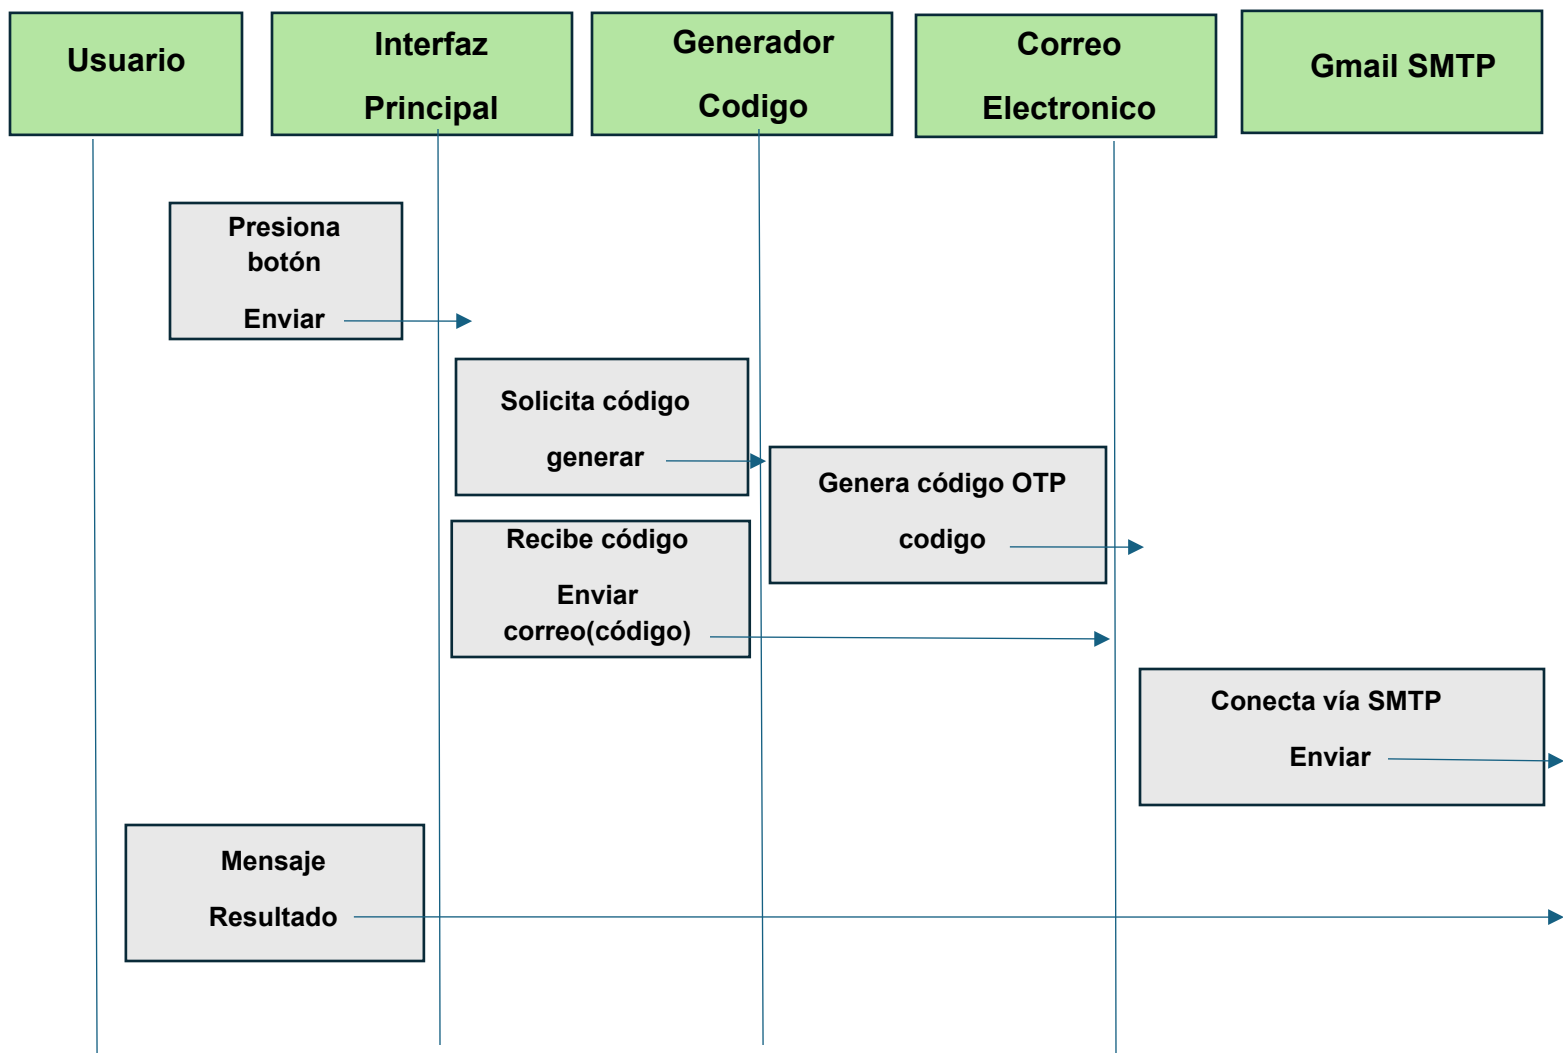 Usuario
Interfaz
Principal
Generador
Codigo
Correo
Electronico
Gmail SMTP
Presiona
botón
Enviar
Solicita código
generar
Genera código OTP
codigo
Recibe código
Enviar
correo(código)
Conecta vía SMTP
Enviar
Mensaje
Resultado